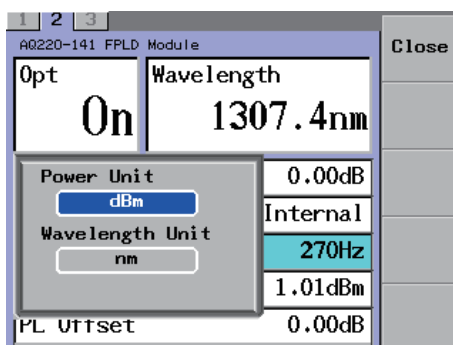 1 2 3
AQ220-141 FPLD Module
Close
Opt
Wavelength
On
1307.4nm
Power Unit
dBm
Wavelength Unit
nm
0.00dB
Internal
270Hz
1.01dBm
PL Offset
0.00dB